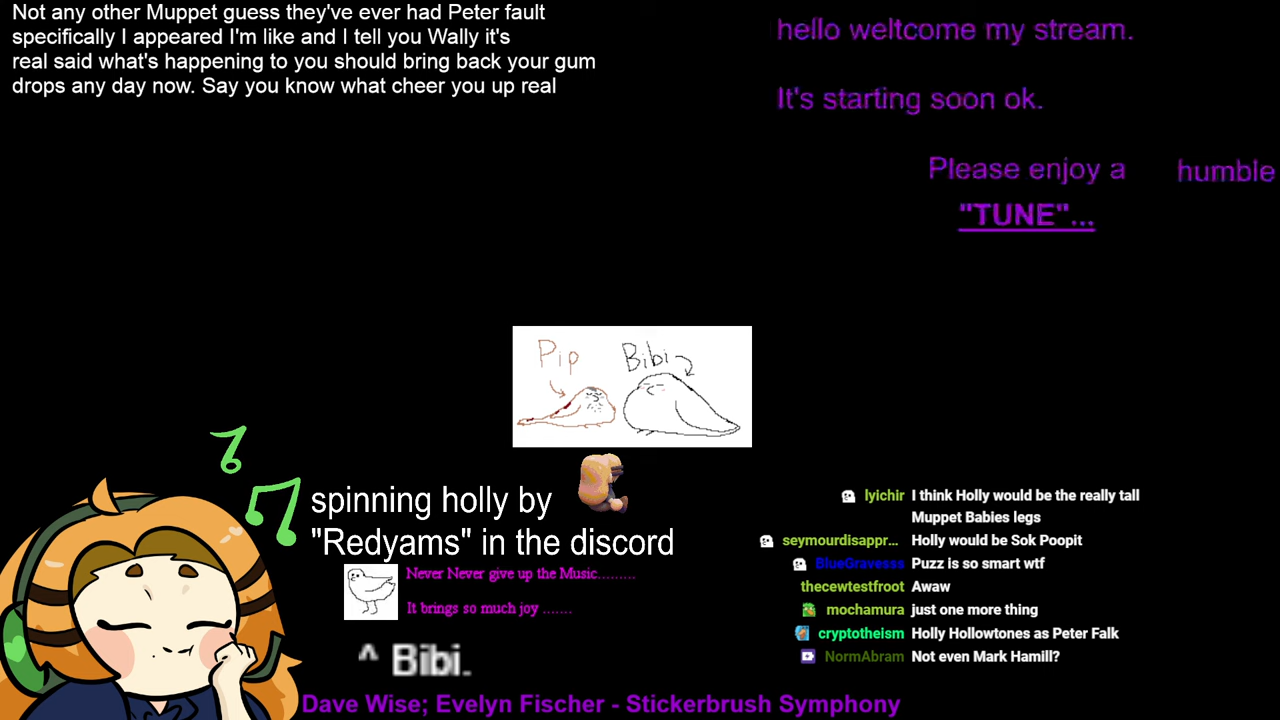 Not any other Muppet guess they've ever had Peter fault
specifically I appeared I'm like and I tell you Wally it's
real said what's happening to you should bring back your gum
drops any day now. Say you know what cheer you up real
hello weltcome my stream.
It's starting soon ok.
Please enjoy a humble
"TUNE"...
Pip Bibi
spinning holly by
"Redyams" in the discord
Never Never give up the Music.........
It brings so much joy .......
^ Bibi.
Dave Wise; Evelyn Fischer - Stickerbrush Symphony
lyichir I think Holly would be the really tall
Muppet Babies legs
seymourdisappr... Holly would be Sok Poopit
BlueGravesss Puzz is so smart wtf
thecewtestfroot Awaw
mochamura just one more thing
cryptotheism Holly Hollowtones as Peter Falk
NormAbram Not even Mark Hamill?